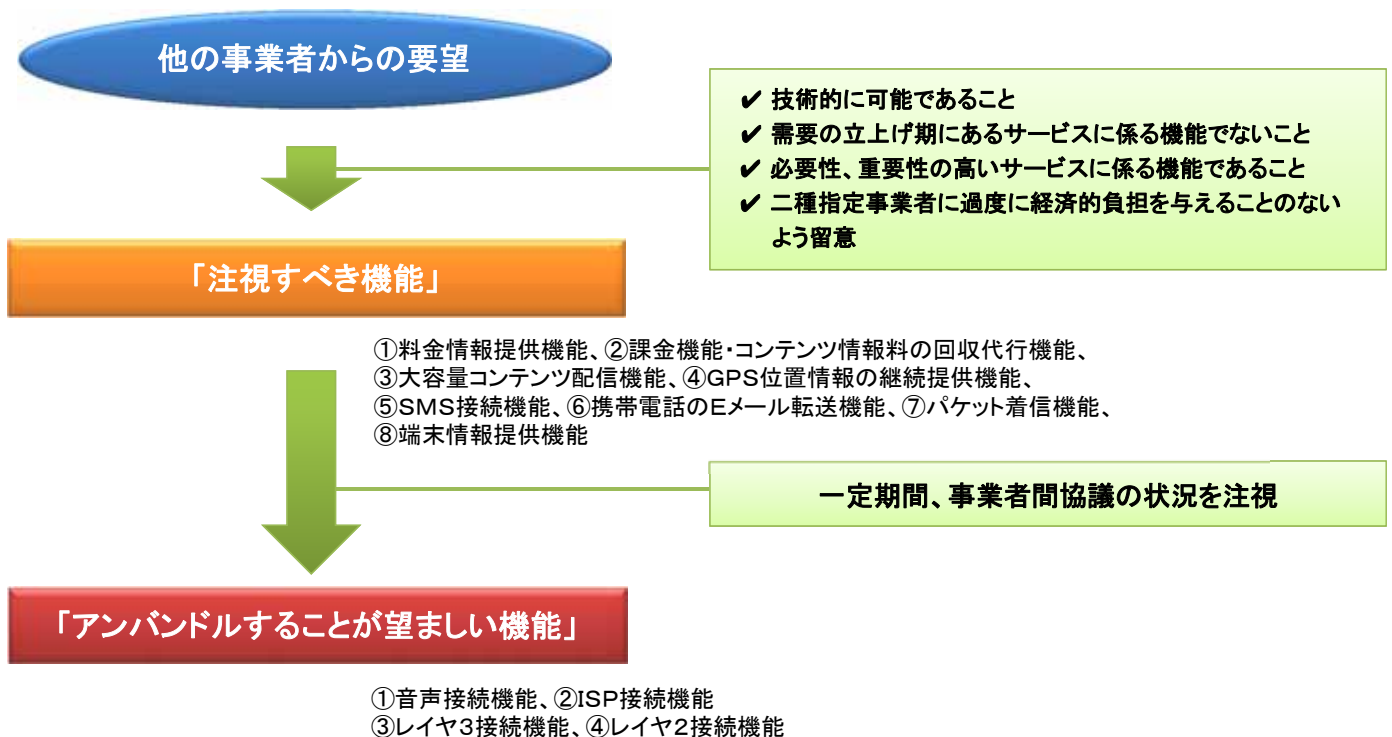 他の事業者からの要望
✔ 技術的に可能であること
✔ 需要の立上げ期にあるサービスに係る機能でないこと
✔ 必要性、重要性の高いサービスに係る機能であること
✔ 二種指定事業者に過度に経済的負担を与えることのない
よう留意
「注視すべき機能」
①料金情報提供機能、②課金機能・コンテンツ情報料の回収代行機能、
③大容量コンテンツ配信機能、④GPS位置情報の継続提供機能、
⑤SMS接続機能、⑥携帯電話のEメール転送機能、⑦パケット着信機能、
⑧端末情報提供機能
一定期間、事業者間協議の状況を注視
「アンバンドルすることが望ましい機能」
①音声接続機能、②ISP接続機能
③レイヤ3接続機能、④レイヤ2接続機能